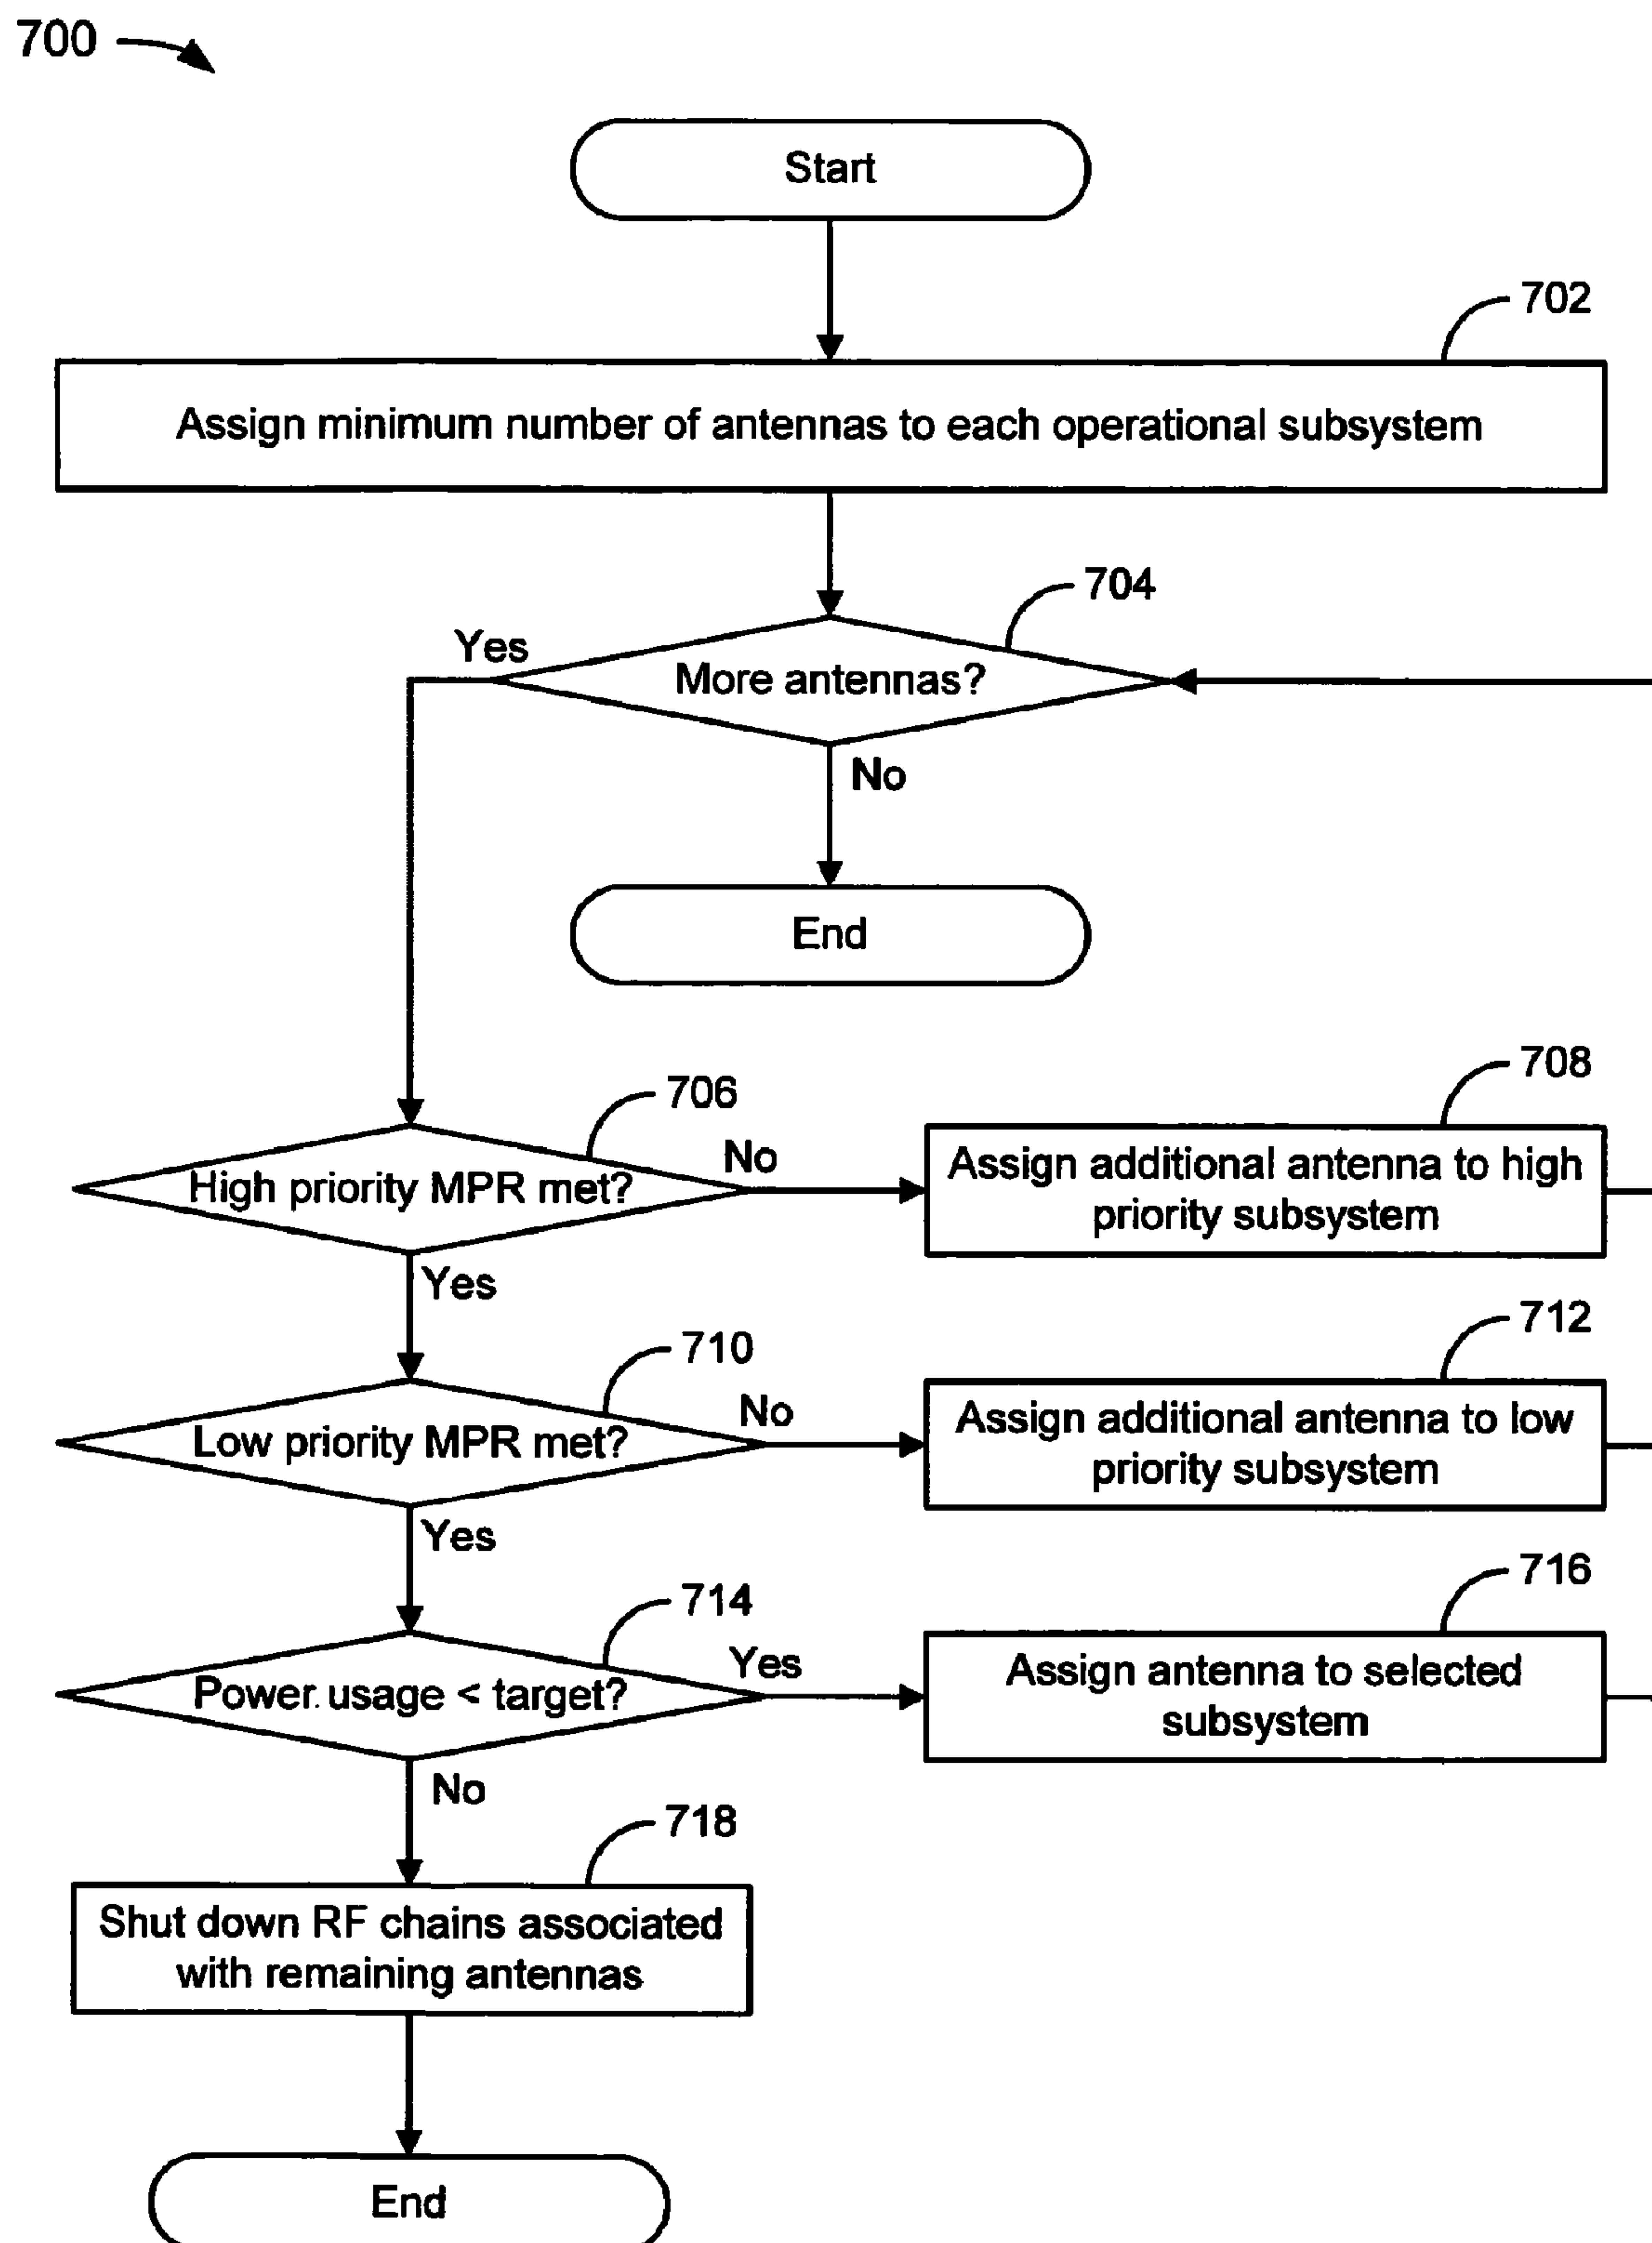 700
Start
702
Assign minimum number of antennas to each operational subsystem
704
Yes
More antennas?
No
End
706
708
High priority MPR met?
No
Assign additional antenna to high
priority subsystem
Yes
710
712
Low priority MPR met?
No
Assign additional antenna to low
priority subsystem
Yes
714
716
Power usage < target?
Yes
Assign antenna to selected
subsystem
No
718
Shut down RF chains associated
with remaining antennas
End